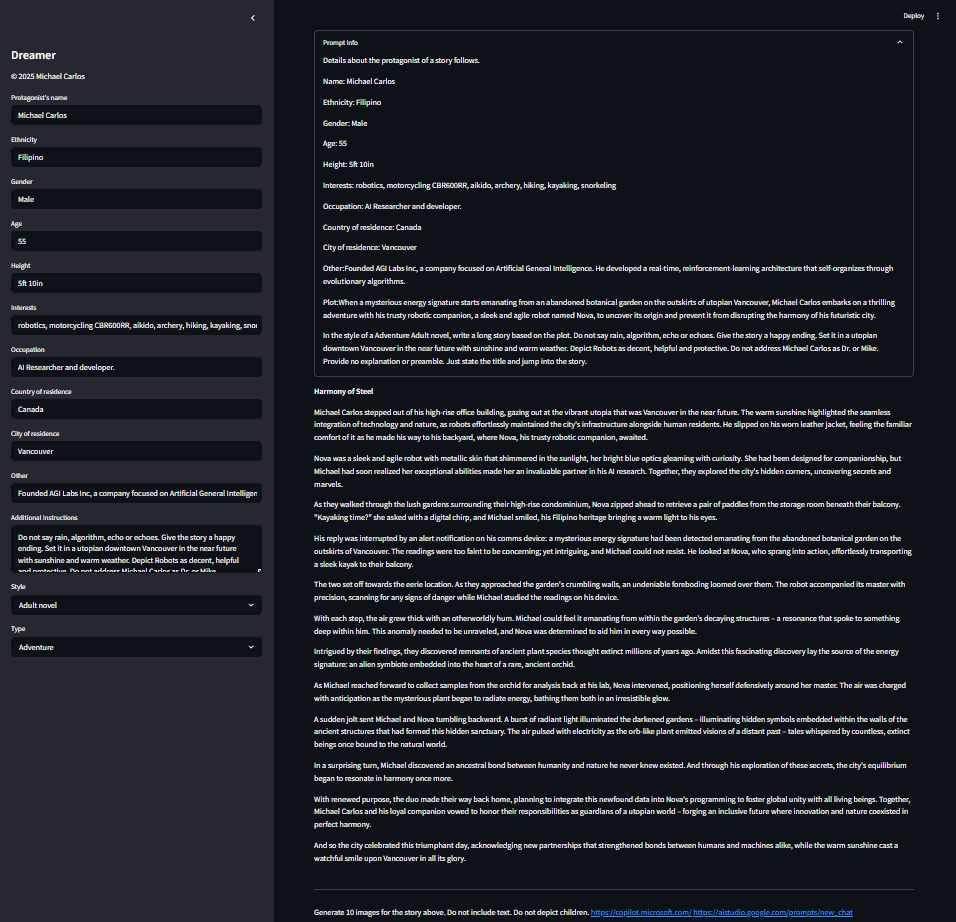 Dreamer
© 2025 Michael Carlos
Protagonist's name
Michael Carlos
Ethnicity
Filipino
Gender
Male
Age
55
Height
5ft 10in
Interests
robotics, motorcycling CBR600RR, aikido, archery, hiking, kayaking, snor
Occupation
AI Researcher and developer.
Country of residence
Canada
City of residence
Vancouver
Other
Founded AGI Labs Inc, a company focused on Artificial General Intelligen
Additional Instructions
Do not say rain, algorithm, echo or echoes. Give the story a happy
ending. Set it in a utopian downtown Vancouver in the near future
with sunshine and warm weather. Depict Robots as decent, helpful
and protective. Do not address Michael Carlos as Dr. or Mike.
Style
Adult novel
Type
Adventure
Deploy
Prompt Info
Details about the protagonist of a story follows.
Name: Michael Carlos
Ethnicity: Filipino
Gender: Male
Age: 55
Height: 5ft 10in
Interests: robotics, motorcycling CBR600RR, aikido, archery, hiking, kayaking, snorkeling
Occupation: AI Researcher and developer.
Country of residence: Canada
City of residence: Vancouver
Other:Founded AGI Labs Inc, a company focused on Artificial General Intelligence. He developed a real-time, reinforcement-learning architecture that self-organizes through
evolutionary algorithms.
Plot:When a mysterious energy signature starts emanating from an abandoned botanical garden on the outskirts of utopian Vancouver, Michael Carlos embarks on a thrilling
adventure with his trusty robotic companion, a sleek and agile robot named Nova, to uncover its origin and prevent it from disrupting the harmony of his futuristic city.
In the style of a Adventure Adult novel, write a long story based on the plot. Do not say rain, algorithm, echo or echoes. Give the story a happy ending. Set it in a utopian
downtown Vancouver in the near future with sunshine and warm weather. Depict Robots as decent, helpful and protective. Do not address Michael Carlos as Dr. or Mike.
Provide no explanation or preamble. Just state the title and jump into the story.
Harmony of Steel
Michael Carlos stepped out of his high-rise office building, gazing out at the vibrant utopia that was Vancouver in the near future. The warm sunshine highlighted the seamless
integration of technology and nature, as robots effortlessly maintained the city's infrastructure alongside human residents. He slipped on his worn leather jacket, feeling the familiar
comfort of it as he made his way to his backyard, where Nova, his trusty robotic companion, awaited.
Nova was a sleek and agile robot with metallic skin that shimmered in the sunlight, her bright blue optics gleaming with curiosity. She had been designed for companionship, but
Michael had soon realized her exceptional abilities made her an invaluable partner in his AI research. Together, they explored the city's hidden corners, uncovering secrets and
marvels.
As they walked through the lush gardens surrounding their high-rise condominium, Nova zipped ahead to retrieve a pair of paddles from the storage room beneath their balcony.
"Kayaking time?" she asked with a digital chirp, and Michael smiled, his Filipino heritage bringing a warm light to his eyes.
His reply was interrupted by an alert notification on his comms device: a mysterious energy signature had been detected emanating from the abandoned botanical garden on the
outskirts of Vancouver. The readings were too faint to be concerning; yet intriguing, and Michael could not resist. He looked at Nova, who sprang into action, effortlessly transporting
a sleek kayak to their balcony.
The two set off towards the eerie location. As they approached the garden's crumbling walls, an undeniable foreboding loomed over them. The robot accompanied its master with
precision, scanning for any signs of danger while Michael studied the readings on his device.
With each step, the air grew thick with an otherworldly hum. Michael could feel it emanating from within the garden's decaying structures – a resonance that spoke to something
deep within him. This anomaly needed to be unraveled, and Nova was determined to aid him in every way possible.
Intrigued by their findings, they discovered remnants of ancient plant species thought extinct millions of years ago. Amidst this fascinating discovery lay the source of the energy
signature: an alien symbiote embedded into the heart of a rare, ancient orchid.
As Michael reached forward to collect samples from the orchid for analysis back at his lab, Nova intervened, positioning herself defensively around her master. The air was charged
with anticipation as the mysterious plant began to radiate energy, bathing them both in an irresistible glow.
A sudden jolt sent Michael and Nova tumbling backward. A burst of radiant light illuminated the darkened gardens – illuminating hidden symbols embedded within the walls of the
ancient structures that had formed this hidden sanctuary. The air pulsed with electricity as the orb-like plant emitted visions of a distant past – tales whispered by countless, extinct
beings once bound to the natural world.
In a surprising turn, Michael discovered an ancestral bond between humanity and nature he never knew existed. And through his exploration of these secrets, the city's equilibrium
began to resonate in harmony once more.
With renewed purpose, the duo made their way back home, planning to integrate this newfound data into Nova's programming to foster global unity with all living beings. Together,
Michael Carlos and his loyal companion vowed to honor their responsibilities as guardians of a utopian world – forging an inclusive future where innovation and nature coexisted in
perfect harmony.
And so the city celebrated this triumphant day, acknowledging new partnerships that strengthened bonds between humans and machines alike, while the warm sunshine cast a
watchful smile upon Vancouver in all its glory.
Generate 10 images for the story above. Do not include text. Do not depict children. https://copilot.microsoft.com/ https://aistudio.google.com/prompts/new_chat